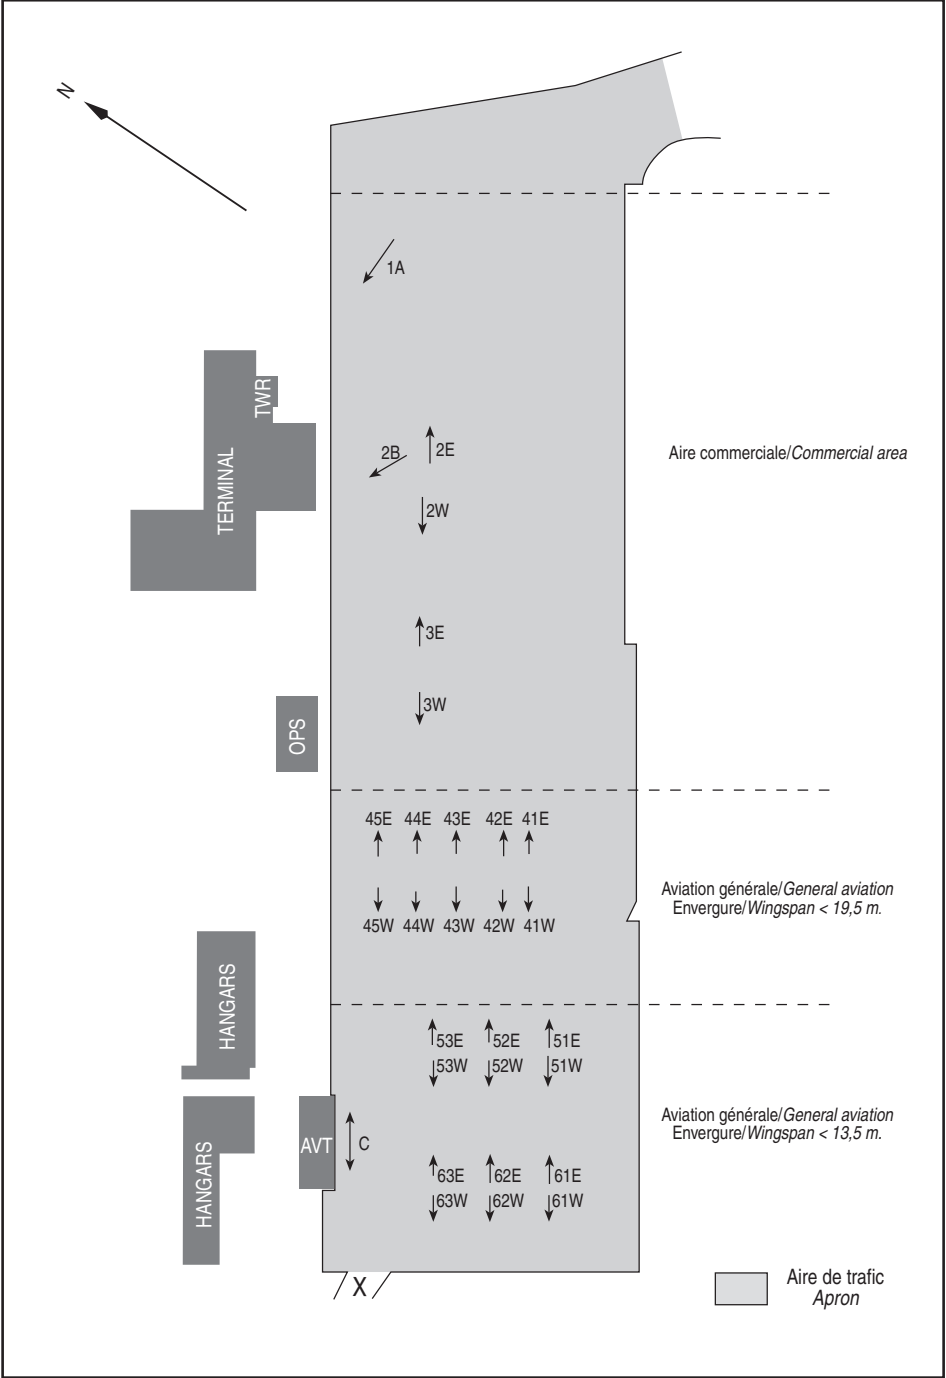 N
1A
TWR
2B
2E
Aire commerciale/Commercial area
TERMINAL
2W
3E
3W
OPS
45E 44E 43E 42E 41E
Aviation générale/General aviation
Envergure/Wingspan < 19,5 m.
45W 44W 43W 42W 41W
HANGARS
53E 52E 51E
53W 52W 51W
Aviation générale/General aviation
Envergure/Wingspan < 13,5 m.
AVT
C
HANGARS
63E 62E 61E
63W 62W 61W
X
Aire de trafic
Apron